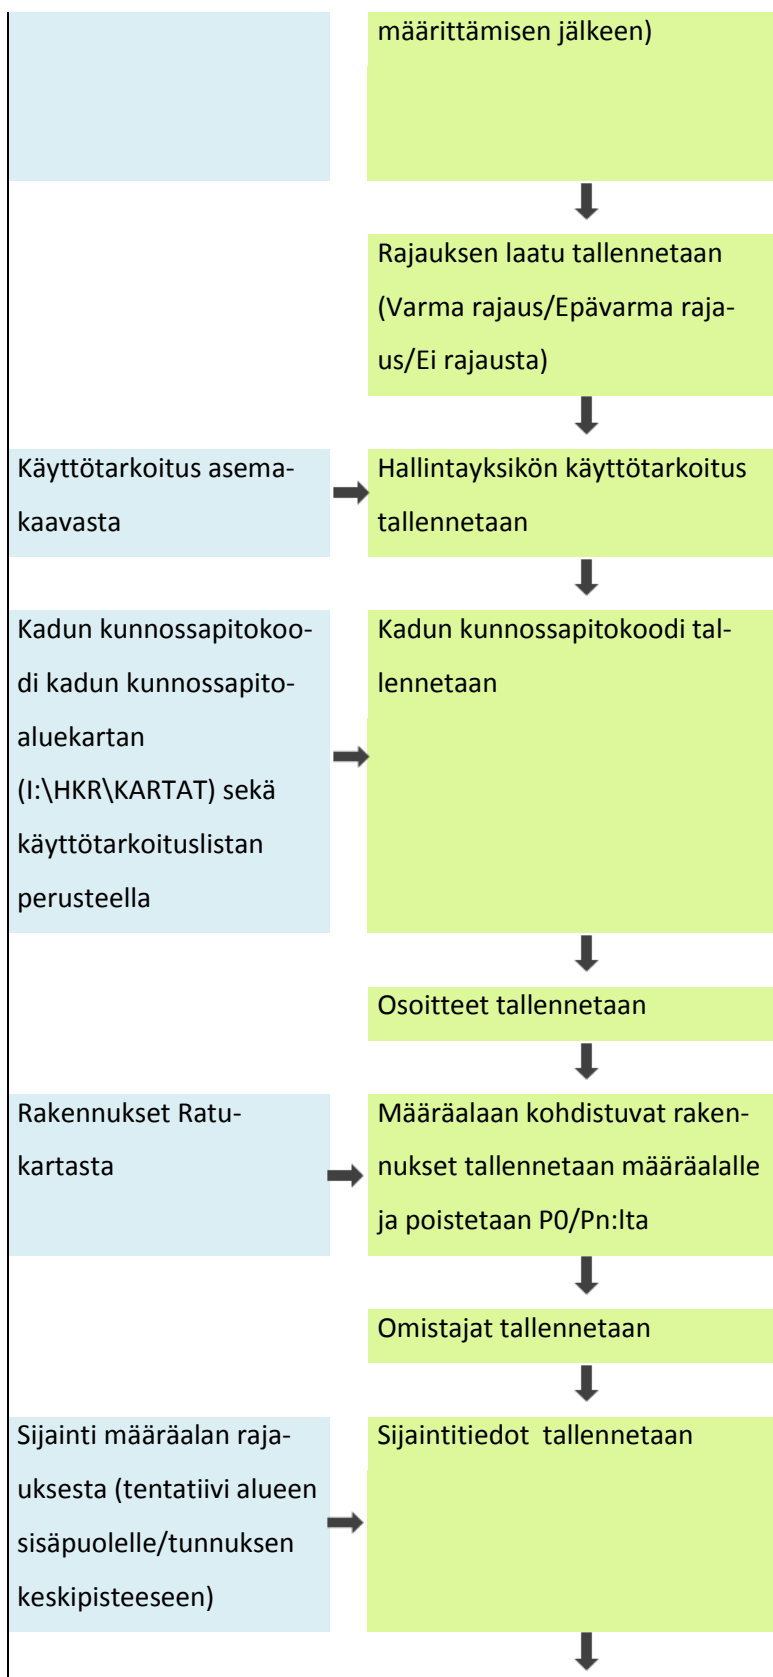 määrittämisen jälkeen)
Rajauksen laatu tallennetaan
(Varma rajaus/Epävarma raja-
us/Ei rajausta)
Käyttötarkoitus asema-
kaavasta
Hallintayksikön käyttötarkoitus
tallennetaan
Kadun kunnossapitokoo-
di kadun kunnossapito-
aluekartan
(I:\HKR\KARTAT) sekä
käyttötarkoituslistan
perusteella
Kadun kunnossapitokoodi tal-
lennetaan
Osoitteet tallennetaan
Rakennukset Ratu-
kartasta
Määräalaan kohdistuvat raken-
nukset tallennetaan määräalalle
ja poistetaan P0/Pn:lta
Omistajat tallennetaan
Sijainti määräalan raja-
uksesta (tentatiivi alueen
sisäpuolelle/tunnuksen
keskipisteeseen)
Sijaintitiedot  tallennetaan